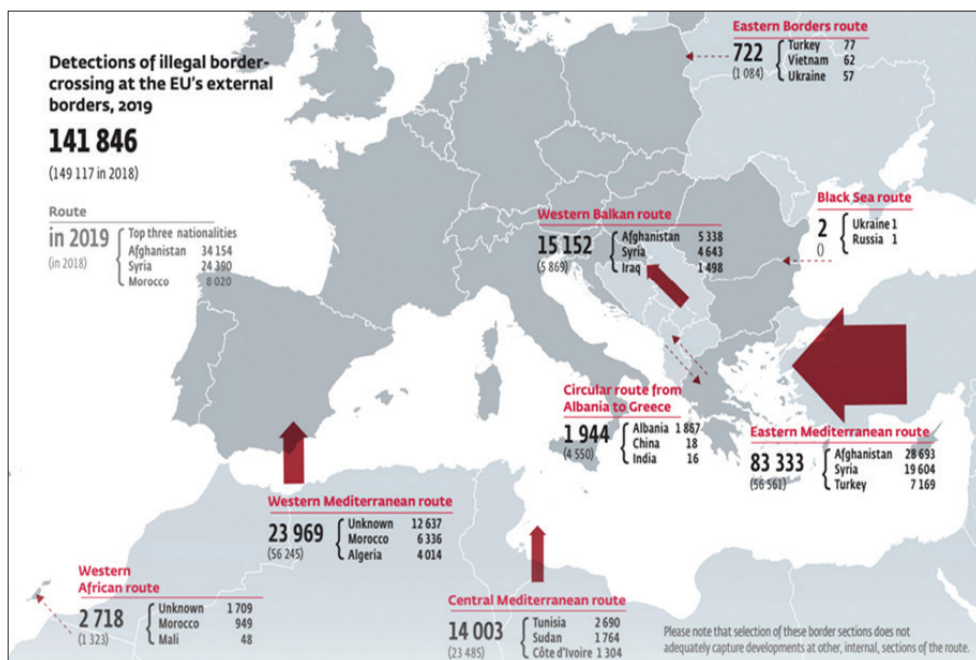 Detections of illegal border-
crossing at the EU's external
borders, 2019
141 846
(149 117 in 2018)
Route
in 2019
(in 2018)
Top three nationalities
Afghanistan 34 154
Syria 24 390
Morocco 8 020
Eastern Borders route
722
(1 084)
Turkey 77
Vietnam 62
Ukraine 57
Black Sea route
2
()
Ukraine 1
Russia 1
Western Balkan route
15 152
(5 869)
Afghanistan 5 338
Syria 4 643
Iraq 1 498
Circular route from
Albania to Greece
1 944
(4 550)
Albania 1 867
China 18
India 16
Eastern Mediterranean route
83 333
(56 561)
Afghanistan 28 693
Syria 19 604
Turkey 7 169
Western Mediterranean route
23 969
(56 245)
Unknown 12 637
Morocco 6 336
Algeria 4 014
Western
African route
2 718
(1 323)
Unknown 1 709
Morocco 949
Mali 48
Central Mediterranean route
14 003
(23 485)
Tunisia 2 690
Sudan 1 764
Côte d'Ivoire 1 304
Please note that selection of these border sections does not
adequately capture developments at other, internal, sections of the route.